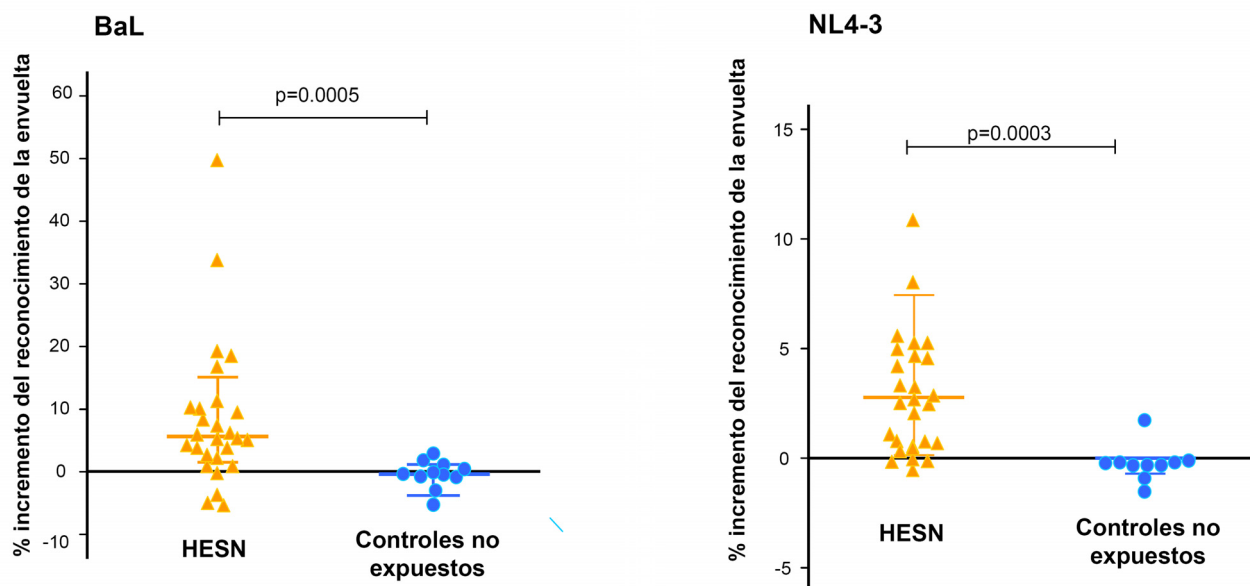 BaL
% incremento del reconocimiento de la envuelta
60
50
40
30
20
10
0
-10
p=0.0005
HESN
Controles no
expuestos
NL4-3
% incremento del reconocimiento de la envuelta
15
10
5
0
-5
p=0.0003
HESN
Controles no
expuestos